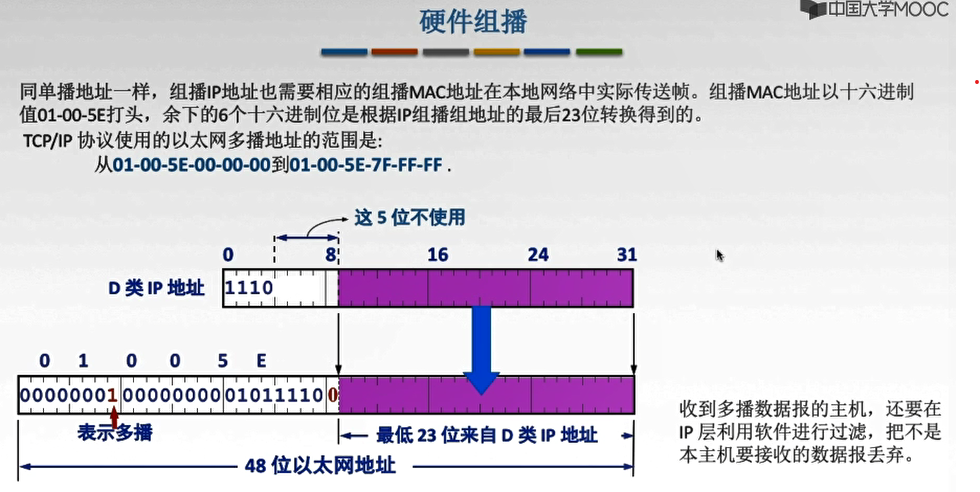 中国大学MOOC
硬件组播
同单播地址一样，组播IP地址也需要相应的组播MAC地址在本地网络中实际传送帧。组播MAC地址以十六进制
值01-00-5E打头，余下的6个十六进制位是根据IP组播组地址的最后23位转换得到的。
TCP/IP 协议使用的以太网多播地址的范围是:
从01-00-5E-00-00-00到01-00-5E-7F-FF-FF .
这 5 位不使用
0 8 16 24 31
D 类 IP 地址 1110
0 1 0 0 5 E
000000010000000001011110 0
表示多播
最低 23 位来自 D 类 IP 地址
48 位以太网地址
收到多播数据报的主机，还要在
IP 层利用软件进行过滤，把不是
本主机要接收的数据报丢弃。